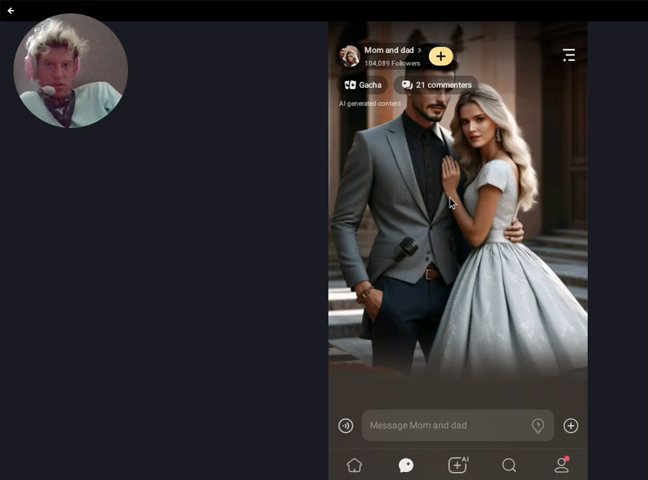 Mom and dad >
104,089 Followers
Gacha
21 commenters
AI generated content
Message Mom and dad
AI